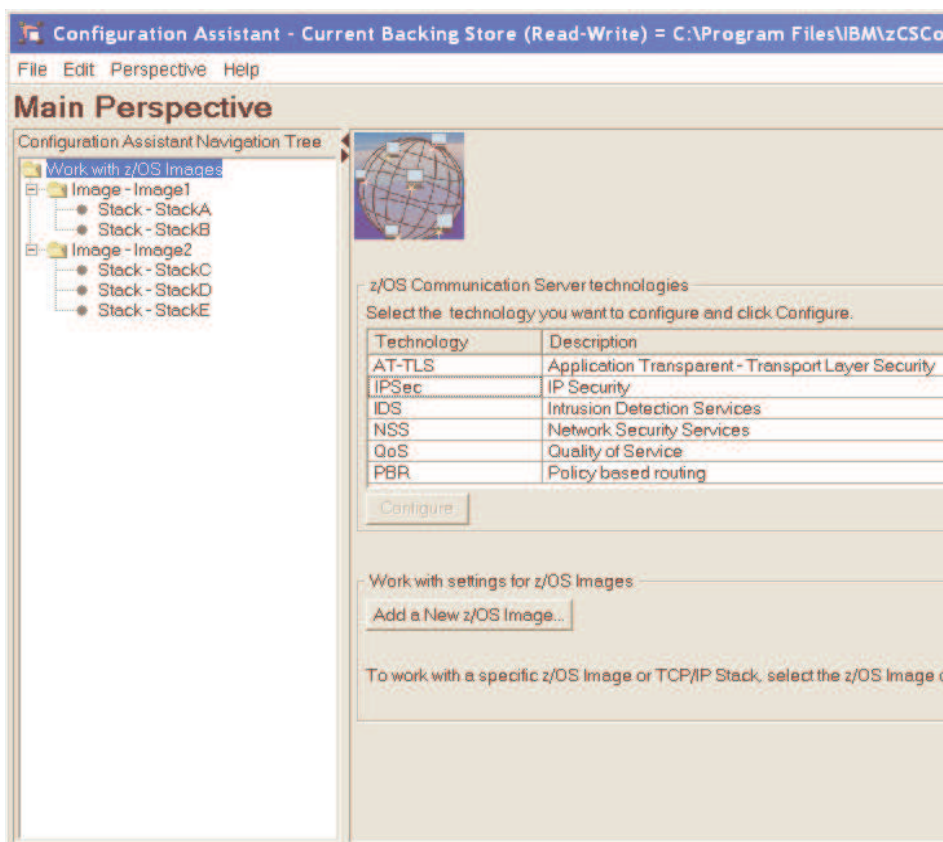 Configuration Assistant - Current Backing Store (Read-Write) = C:\Program Files\IBM\zCSCo
File Edit Perspective Help
Main Perspective
Configuration Assistant Navigation Tree
Work with z/OS Images
Image - Image1
Stack - StackA
Stack - StackB
Image - Image2
Stack - StackC
Stack - StackD
Stack - StackE
z/OS Communication Server technologies
Select the technology you want to configure and click Configure.
Technology Description
AT-TLS Application Transparent - Transport Layer Security
IPSec IP Security
IDS Intrusion Detection Services
NSS Network Security Services
QoS Quality of Service
PBR Policy based routing
Configure
Work with settings for z/OS Images
Add a New z/OS Image...
To work with a specific z/OS Image or TCP/IP Stack, select the z/OS Image